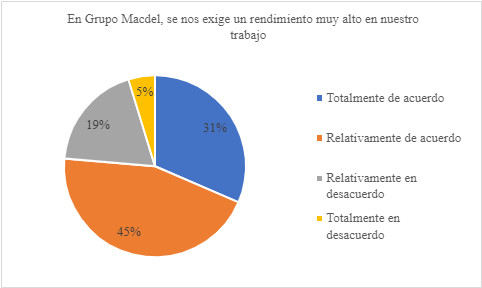 En Grupo Macdel, se nos exige un rendimiento muy alto en nuestro
trabajo
5%
31%
19%
45%
Totalmente de acuerdo
Relativamente de acuerdo
Relativamente en
desacuerdo
Totalmente en
desacuerdo